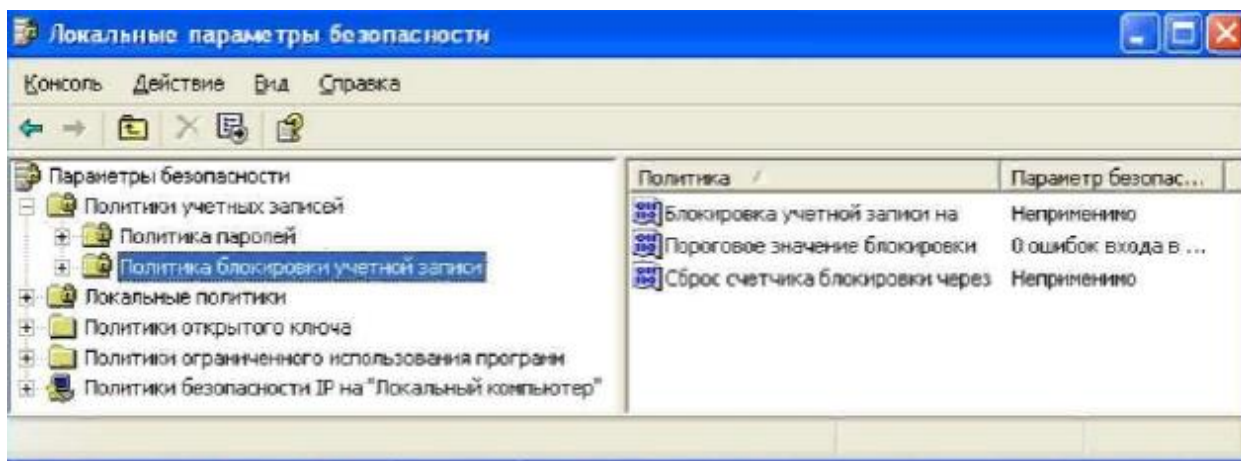 Локальные параметры безопасности
Консоль Действие Вид Справка
Параметры безопасности
Политики учетных записей
Политика паролей
Политика блокировки учетной записи
Локальные политики
Политики открытого ключа
Политики ограниченного использования программ
Политики безопасности IP на "Локальный компьютер"
Политика Параметр безопас...
Блокировка учетной записи на Неприменимо
Пороговое значение блокировки 0 ошибок входа в ...
Сброс счетчика блокировки через Неприменимо